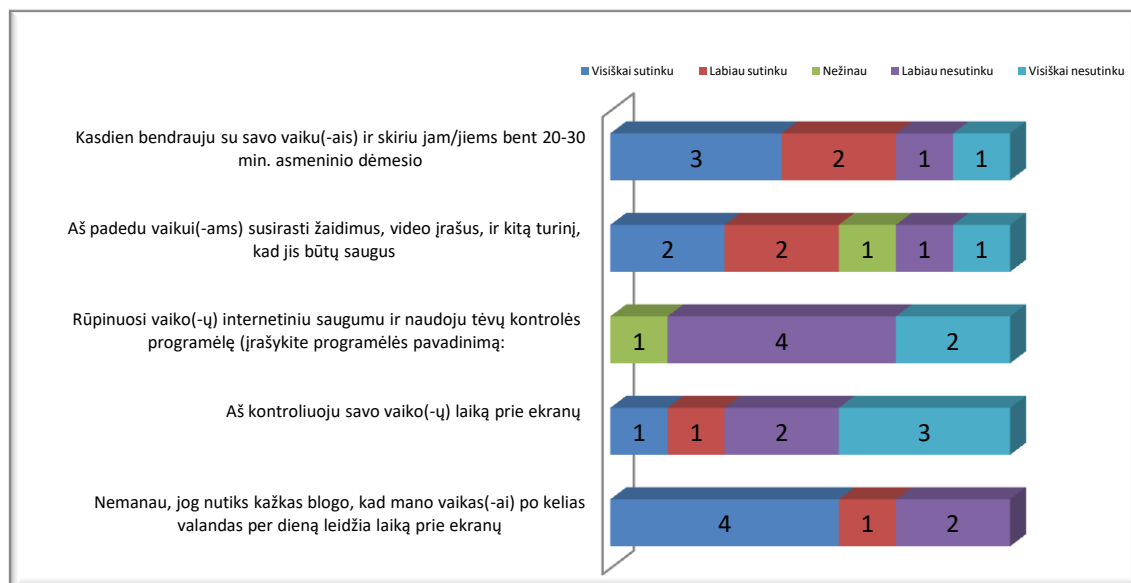 Visiškai sutinku Labiau sutinku Nežinau Labiau nesutinku Visiškai nesutinku
Kasdien bendrauju su savo vaiku(-ais) ir skiriu jam/jiems bent 20-30
min. asmeninio dėmesio
3 2 1 1
Aš padedu vaikui(-ams) susirasti žaidimus, video įrašus, ir kitą turinį,
kad jis būtų saugus
2 2 1 1 1
Rūpinuosi vaiko(-ų) internetiniu saugumu ir naudoju tėvų kontrolės
programėlę (įrašykite programėlės pavadinimą:
1 4 2
Aš kontroliuoju savo vaiko(-ų) laiką prie ekranų
1 1 2 3
Nemanau, jog nutiks kažkas blogo, kad mano vaikas(-ai) po kelias
valandas per dieną leidžia laiką prie ekranų
4 1 2